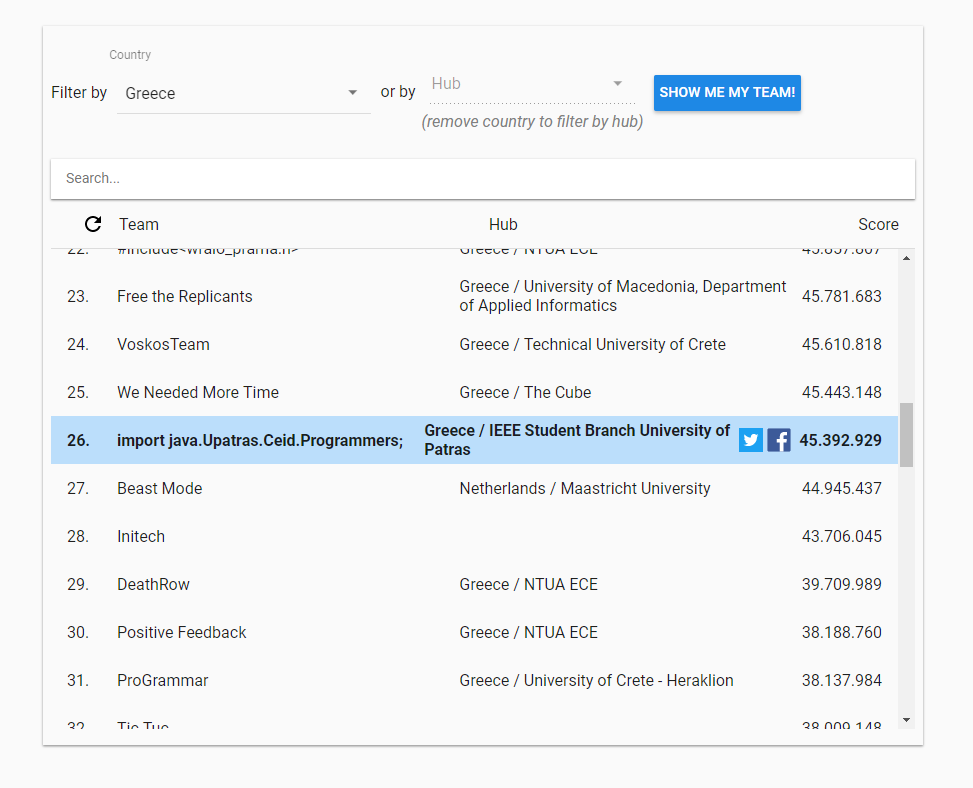 Country
Filter by Greece or by Hub SHOW ME MY TEAM!
(remove country to filter by hub)
Search...
Team Hub Score
22. #include<wraio_prama.h> Greece / NTUA ECE 45.857.807
23. Free the Replicants Greece / University of Macedonia, Department
of Applied Informatics 45.781.683
24. VoskosTeam Greece / Technical University of Crete 45.610.818
25. We Needed More Time Greece / The Cube 45.443.148
26. import java.Upatras.Ceid.Programmers; Greece / IEEE Student Branch University of
Patras 45.392.929
27. Beast Mode Netherlands / Maastricht University 44.945.437
28. Initech 43.706.045
29. DeathRow Greece / NTUA ECE 39.709.989
30. Positive Feedback Greece / NTUA ECE 38.188.760
31. ProGrammar Greece / University of Crete - Heraklion 38.137.984
32. Tic Tuc 38.009.148